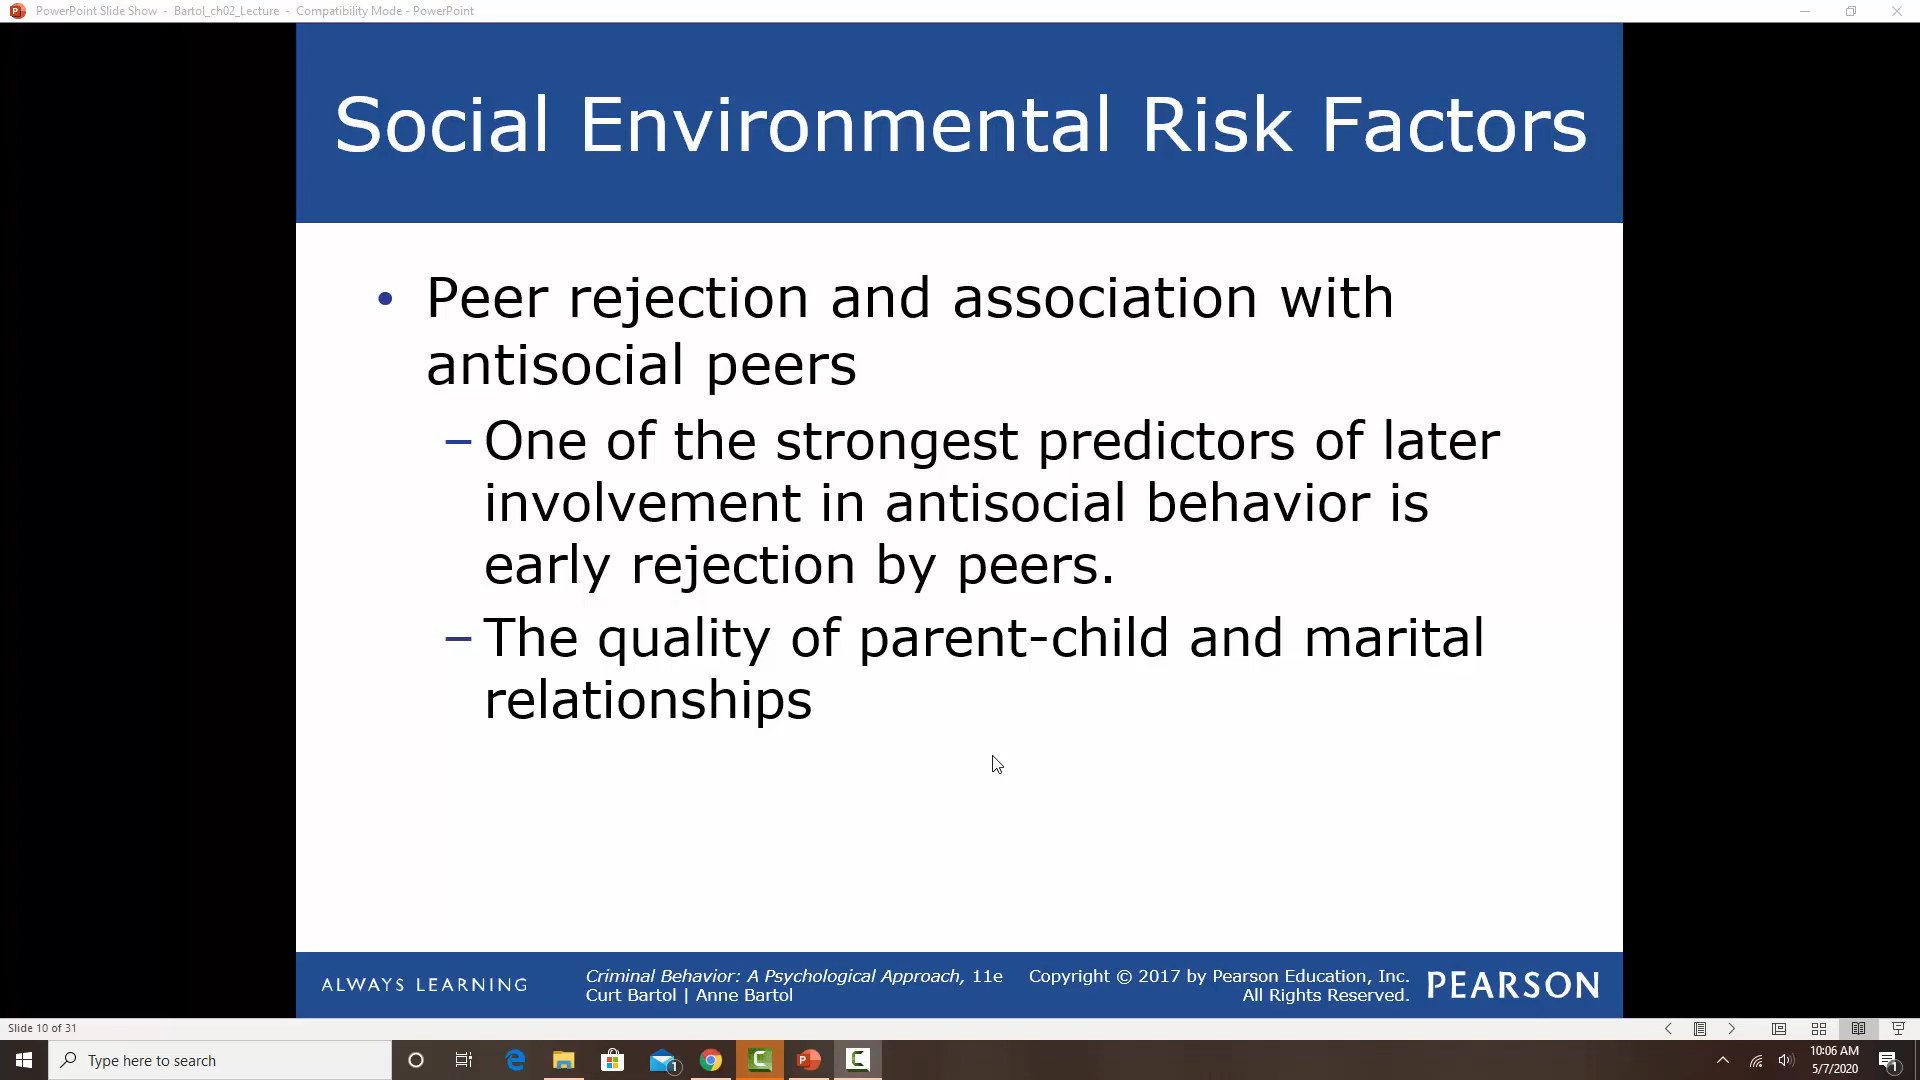 PowerPoint Slide Show - Bartol_ch02_Lecture - Compatibility Mode - PowerPoint
Social Environmental Risk Factors
• Peer rejection and association with
antisocial peers
– One of the strongest predictors of later
involvement in antisocial behavior is
early rejection by peers.
– The quality of parent-child and marital
relationships
ALWAYS LEARNING
Criminal Behavior: A Psychological Approach, 11e
Curt Bartol | Anne Bartol
Copyright © 2017 by Pearson Education, Inc.
All Rights Reserved.
PEARSON
Slide 10 of 31
Type here to search
1
10:06 AM
5/7/2020
1